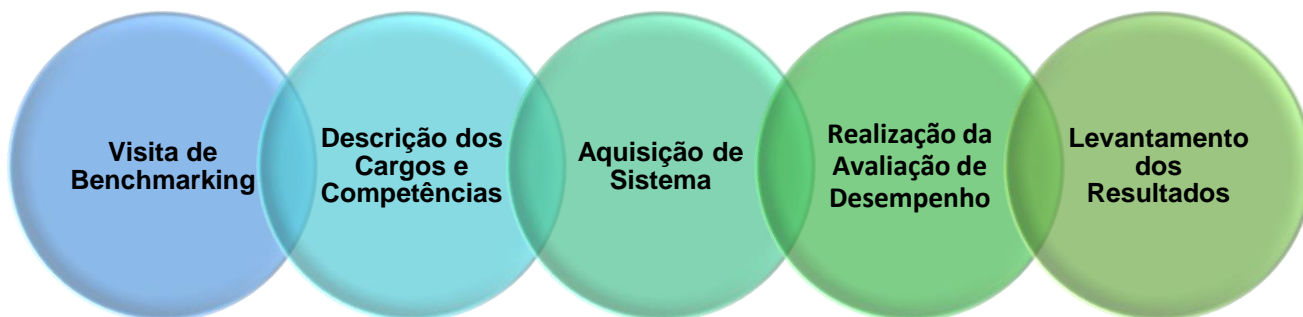 Visita de
Benchmarking
Descrição dos
Cargos e
Competências
Aquisição de
Sistema
Realização da
Avaliação de
Desempenho
Levantamento
dos
Resultados